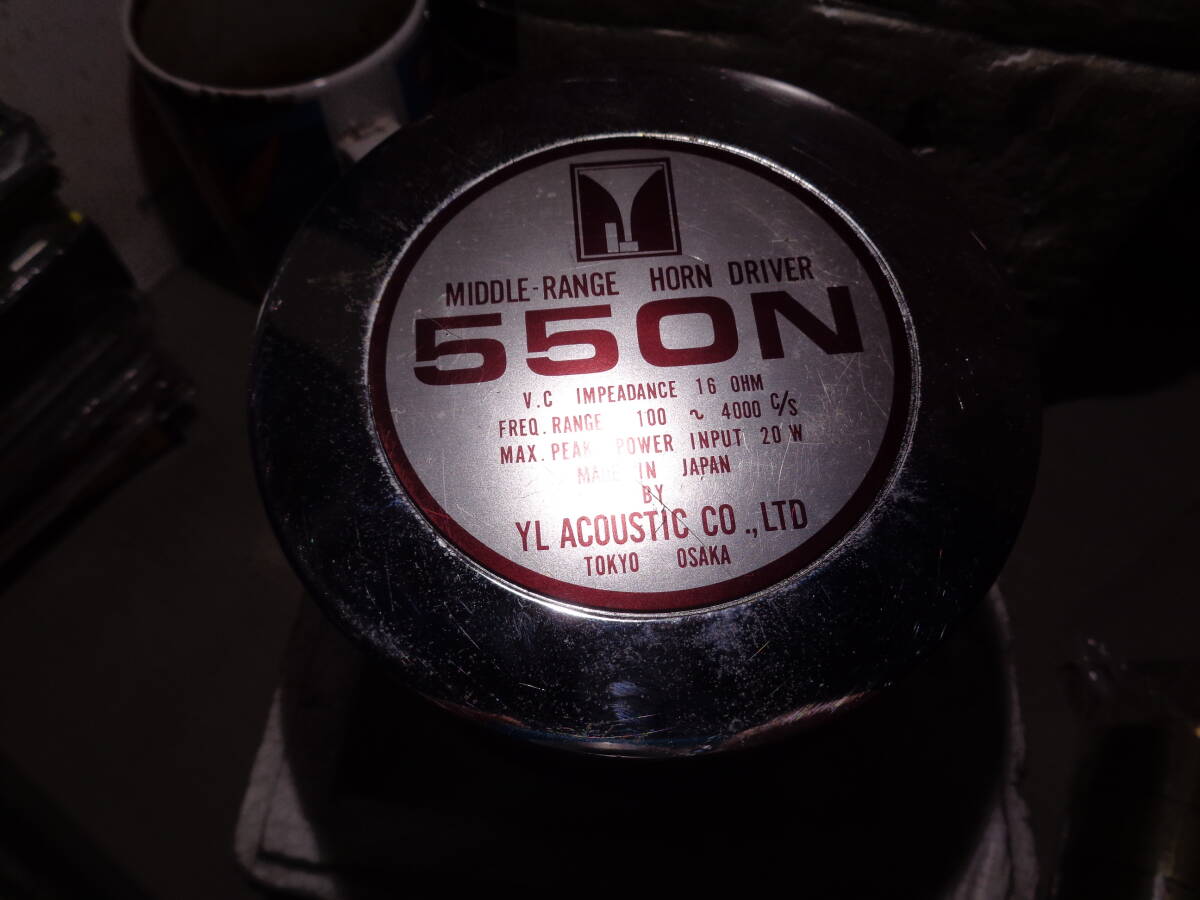 MIDDLE-RANGE HORN DRIVER
550N
V.C IMPEADANCE 16 OHM
FREQ. RANGE 100 ~ 4000 C/S
MAX. PEAK POWER INPUT 20 W
MADE IN JAPAN
BY
YL ACOUSTIC CO., LTD
TOKYO OSAKA